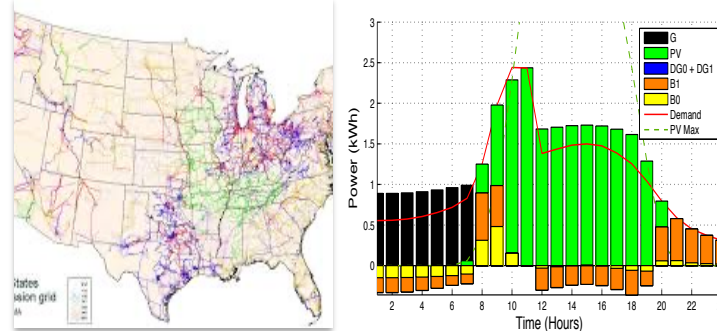 States
ssion grid
3
2.5
2
1.5
1
0.5
0
Power (kWh)
2 4 6 8 10 12 14 16 18 20 22
Time (Hours)
G
PV
DG0 + DG1
B1
B0
Demand
PV Max